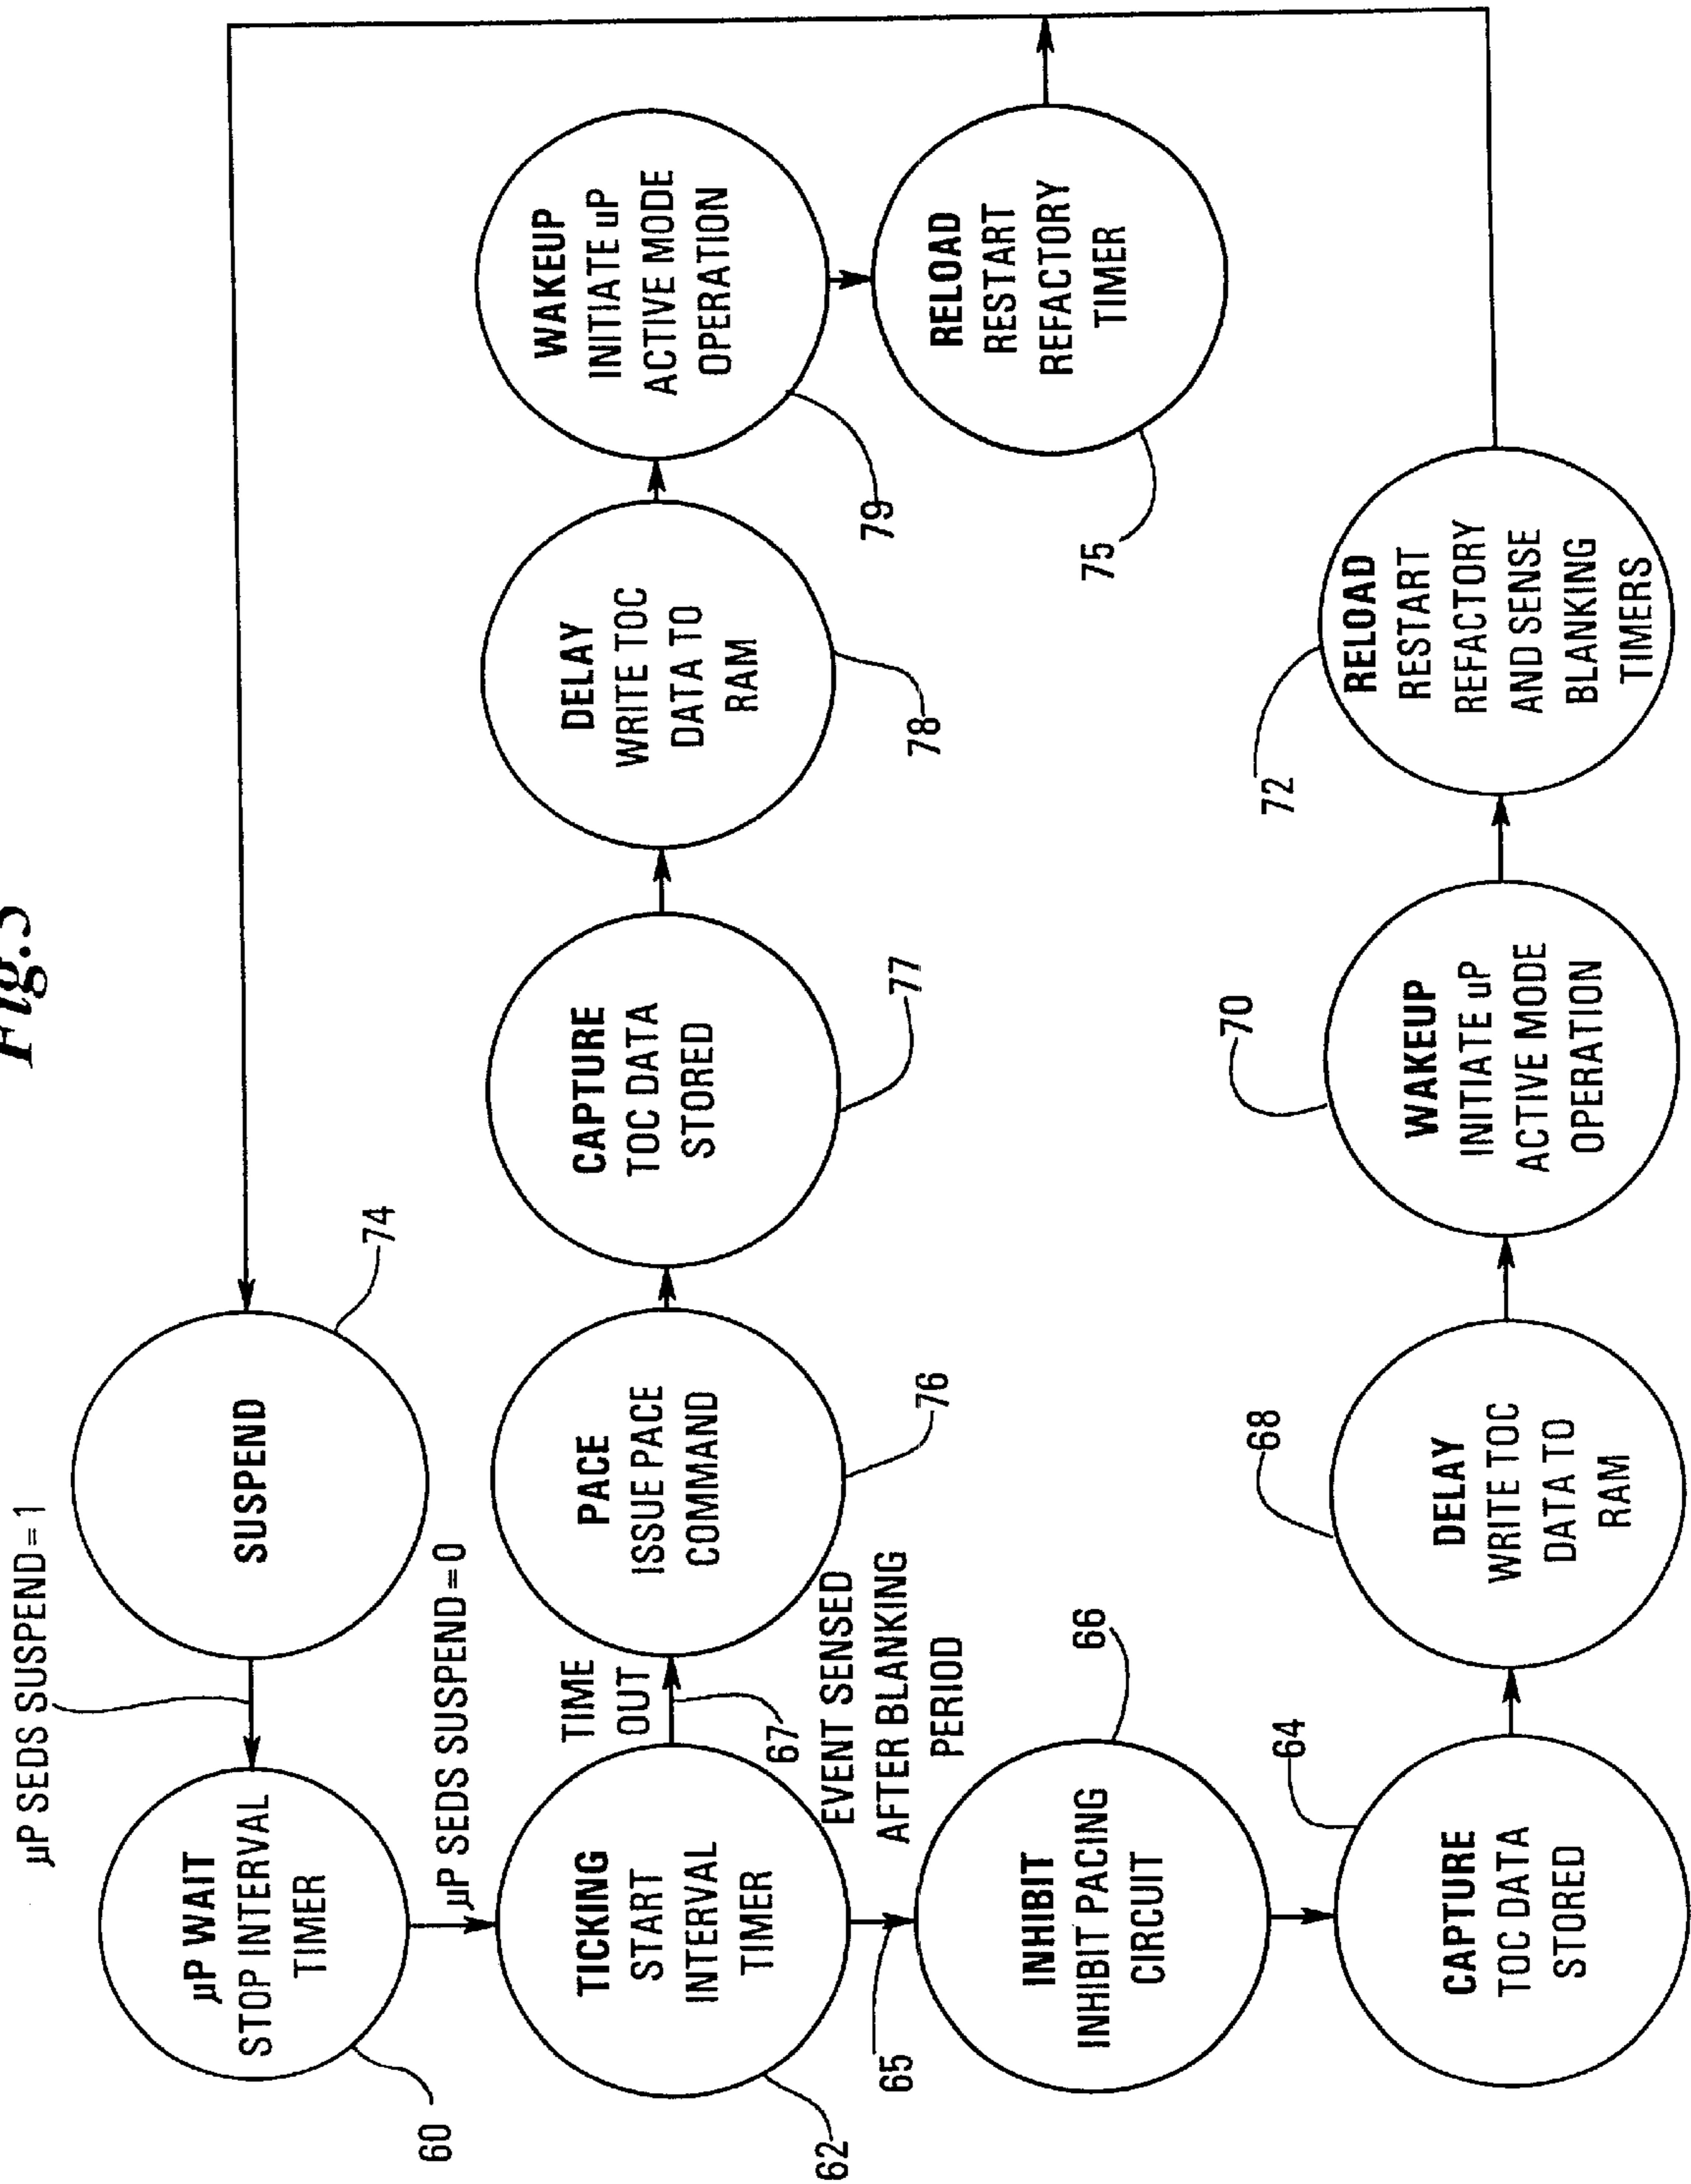 Fig.3
μP SEDS SUSPEND=1
SUSPEND
74
μP WAIT
STOP INTERVAL
TIMER
60
μP SEDS SUSPEND=0
TICKING
START
INTERVAL
TIMER
62
TIME
OUT
67
PACE
ISSUE PACE
COMMAND
76
CAPTURE
TOC DATA
STORED
77
DELAY
WRITE TOC
DATA TO
RAM
78
WAKEUP
INITIATE uP
ACTIVE MODE
OPERATION
79
RELOAD
RESTART
REFACTORY
TIMER
75
EVENT SENSED
AFTER BLANKING
PERIOD
65
INHIBIT
INHIBIT PACING
CIRCUIT
66
CAPTURE
TOC DATA
STORED
64
DELAY
WRITE TOC
DATA TO
RAM
68
WAKEUP
INITIATE uP
ACTIVE MODE
OPERATION
70
RELOAD
RESTART
REFACTORY
AND SENSE
BLANKING
TIMERS
72